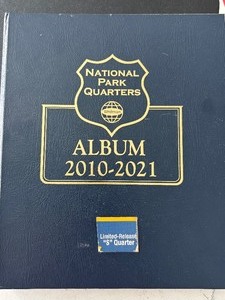 NATIONAL
PARK
QUARTERS
ALBUM
2010-2021
Limited-Release
"S" Quarter